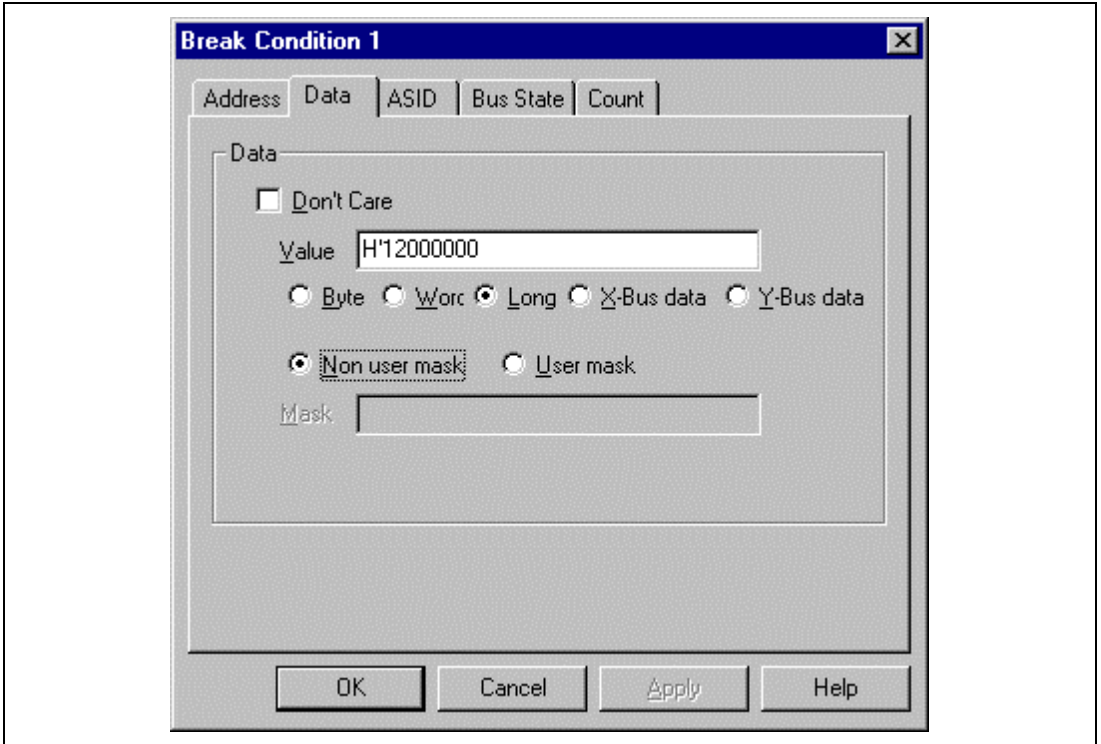 Break Condition 1
Address Data ASID Bus State Count
Data
Don't Care
Value H'12000000
Byte Worc Long X-Bus data Y-Bus data
Non user mask User mask
Mask
OK Cancel Apply Help